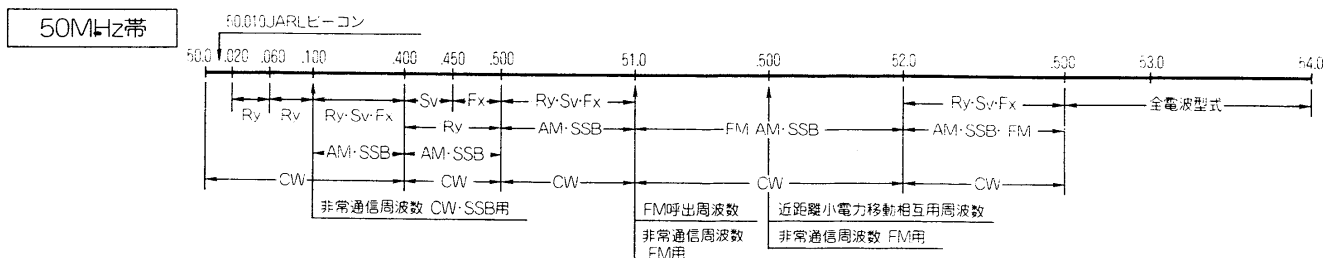 50MHz帯
50.010JARLビーコン
50.0 .020 .060 .100 .400 .450 .500 51.0 .500 52.0 .500 53.0 54.0
Ry Ry Ry·Sv·Fx Sv Fx Ry·Sv·Fx Ry·Sv·Fx 全電波型式
Ry AM·SSB FM AM·SSB AM·SSB·FM
AM·SSB AM·SSB
CW CW CW CW CW
非常通信周波数 CW·SSB用 FM呼出周波数 近距離小電力移動相互用周波数
非常通信周波数 非常通信周波数 FM用
FM用